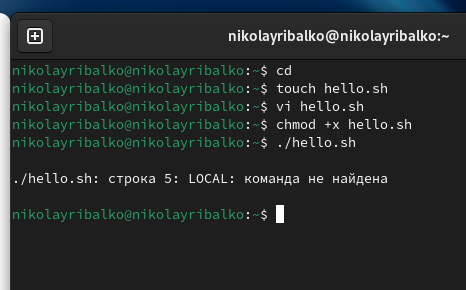 nikolayribalko@nikolayribalko:~
nikolayribalko@nikolayribalko:~$ cd
nikolayribalko@nikolayribalko:~$ touch hello.sh
nikolayribalko@nikolayribalko:~$ vi hello.sh
nikolayribalko@nikolayribalko:~$ chmod +x hello.sh
nikolayribalko@nikolayribalko:~$ ./hello.sh
./hello.sh: строка 5: LOCAL: команда не найдена
nikolayribalko@nikolayribalko:~$